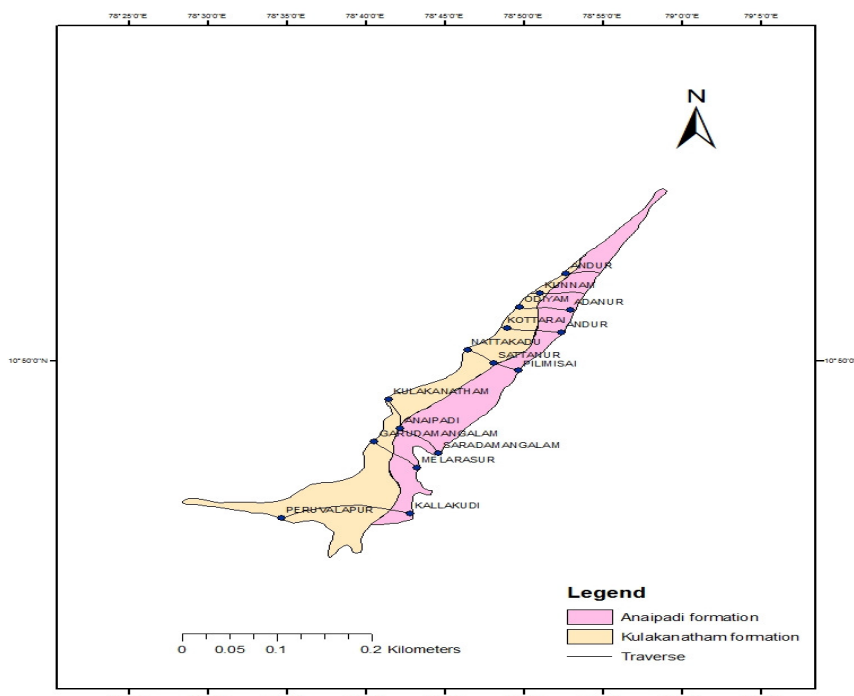 78°25'0"E 78°30'0"E 78°35'0"E 78°40'0"E 78°45'0"E 78°50'0"E 78°55'0"E 79°0'0"E 79°5'0"E
N
ANDUR
KUNNAM
ODIYAM
ADANUR
KOTTARAI
ANDUR
NATTAKADU
SATTANUR
10°50'0"N
10°50'0"
PILIMISAI
KULAKANATHAM
ANAIPADI
GARUDAMANGALAM
SARADAMANGALAM
MELARASUR
PERUVALAPUR
KALLAKUDI
Legend
Anaipadi formation
Kulakanatham formation
Traverse
0 0.05 0.1 0.2 Kilometers